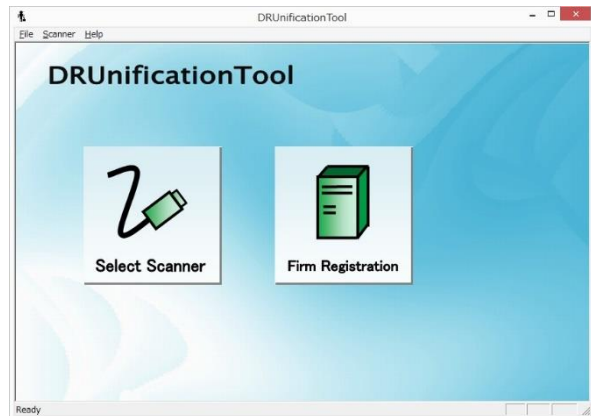 DRUnificationTool
File Scanner Help
DRUnificationTool
Select Scanner
Firm Registration
Ready